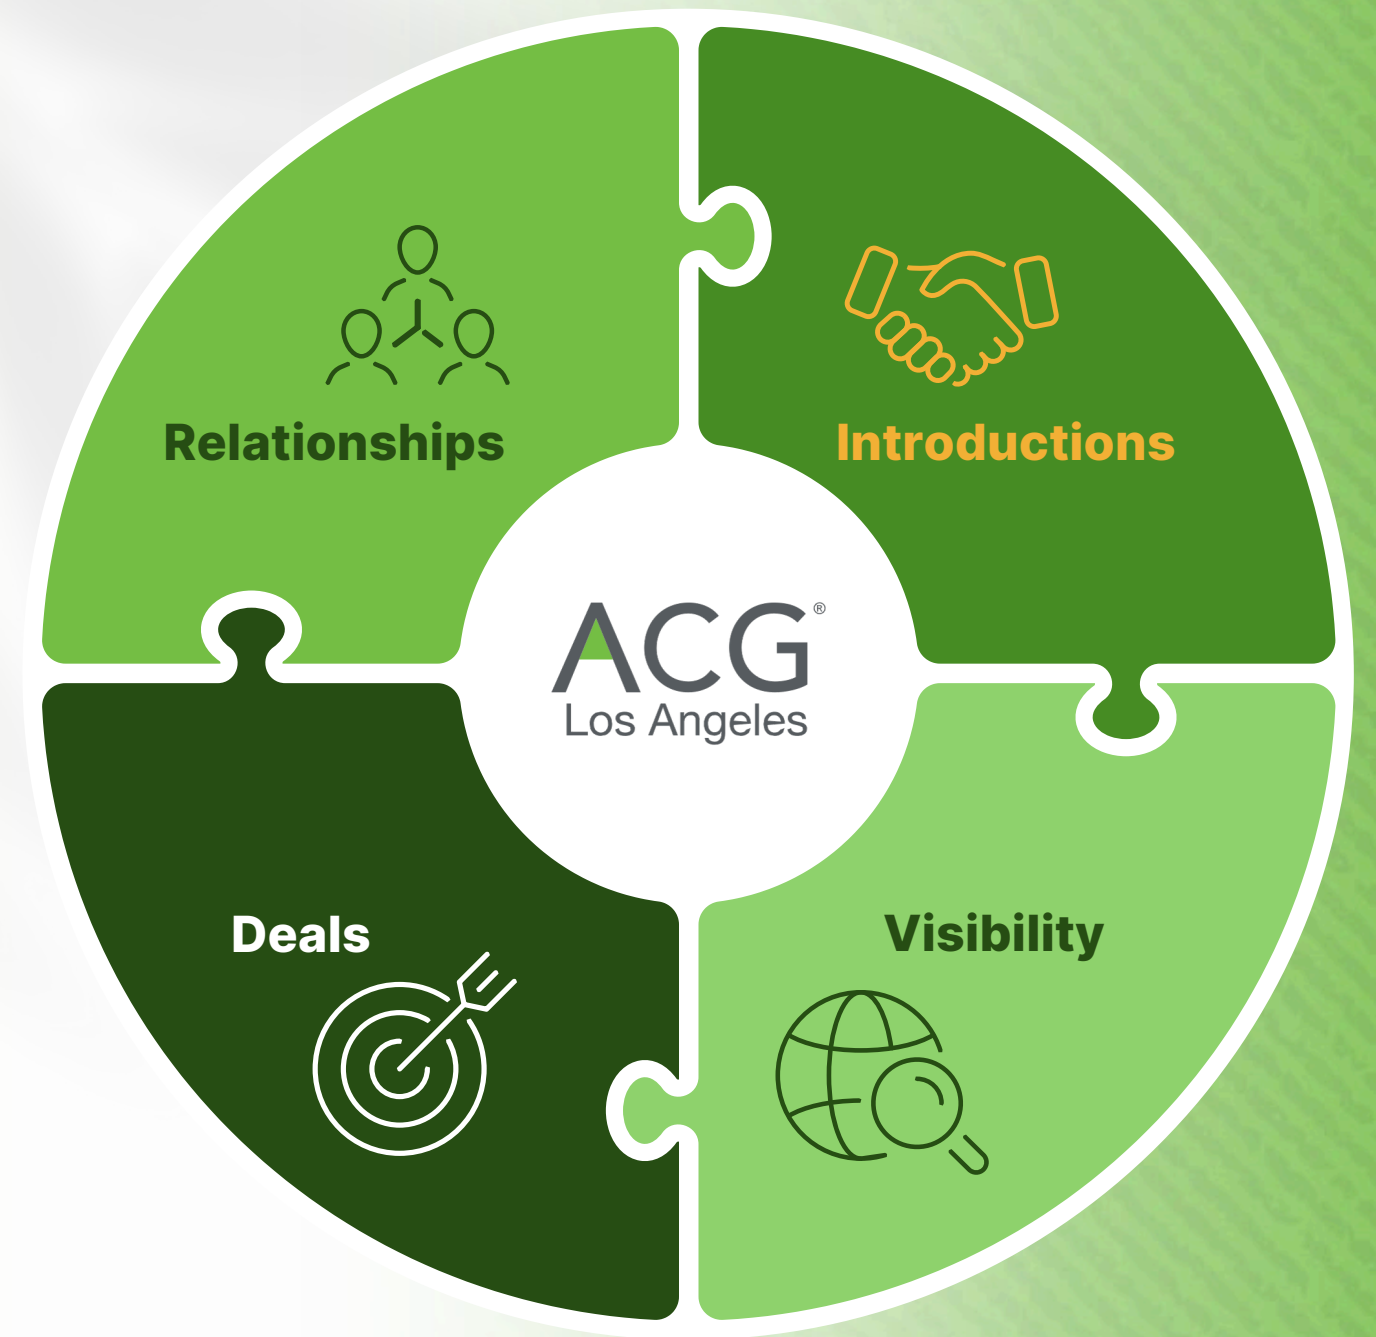 Relationships
Introductions
ACG®
Los Angeles
Deals
Visibility